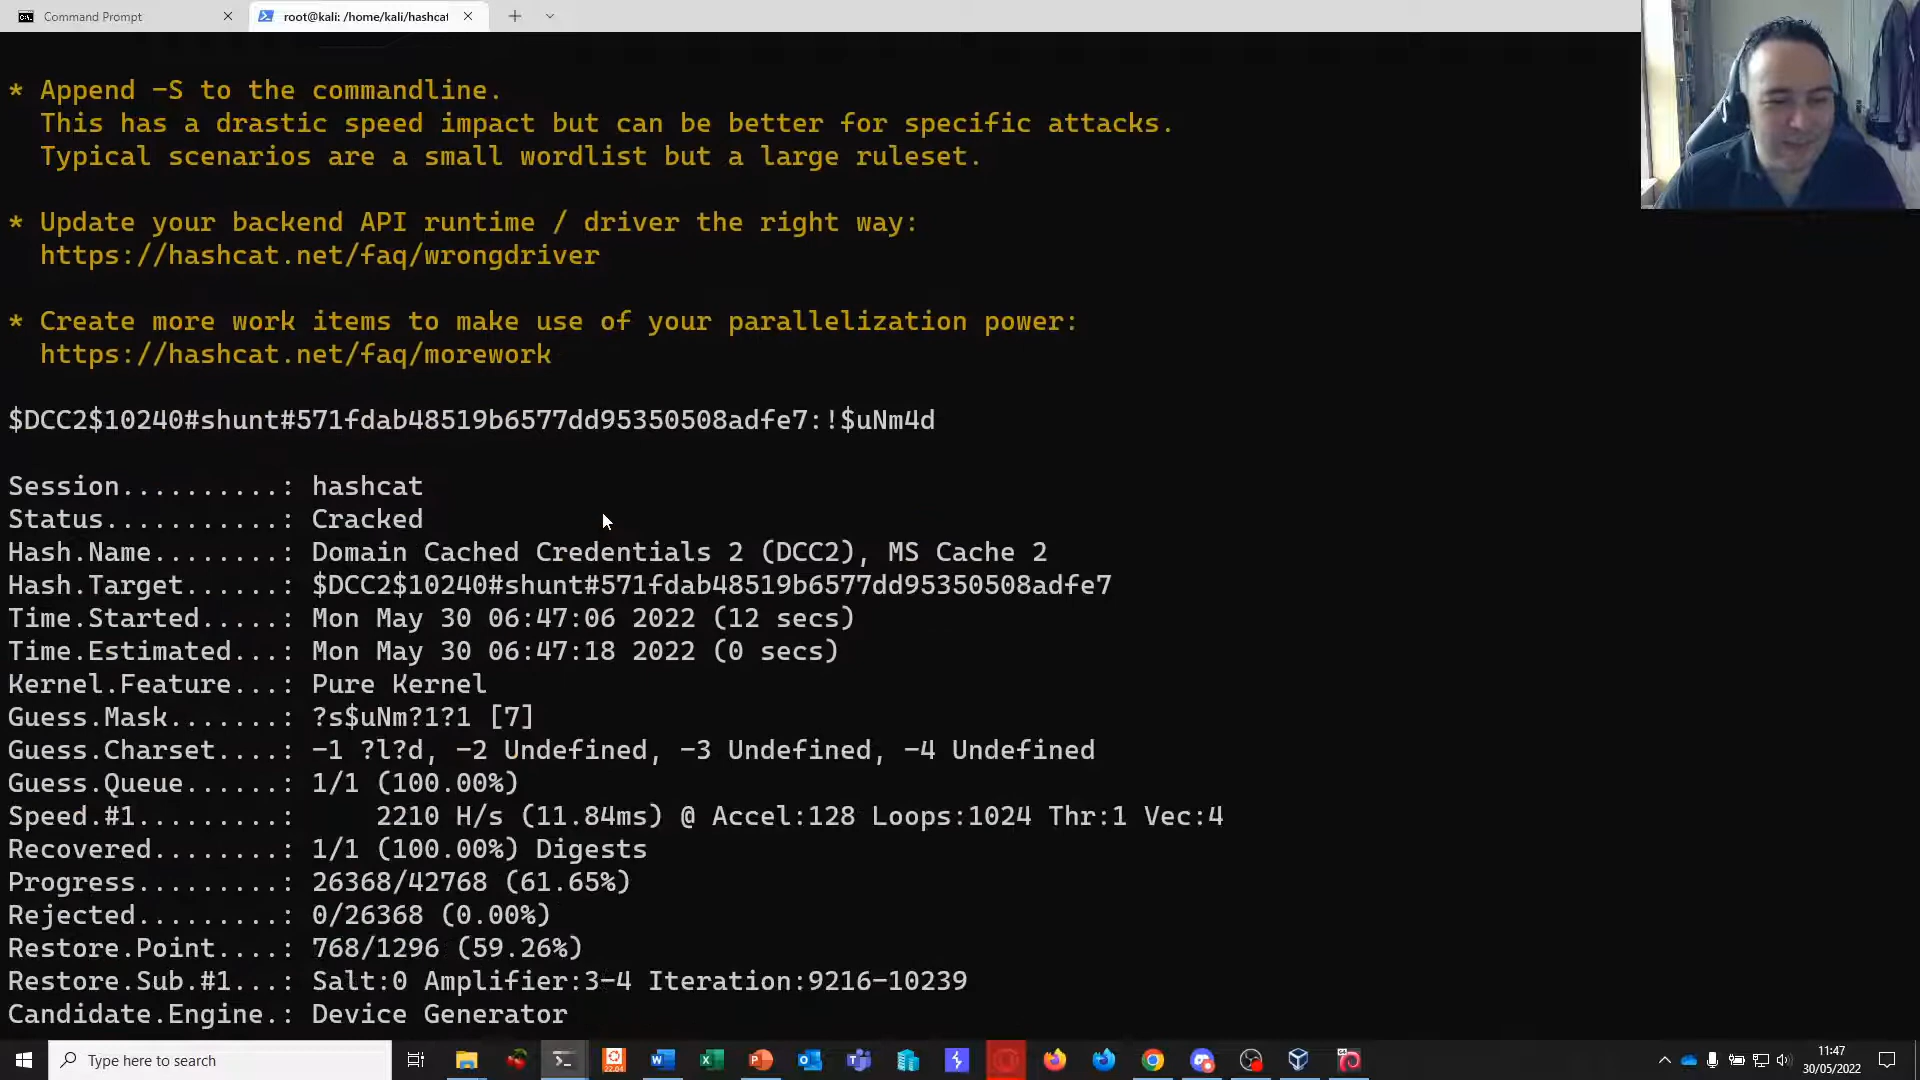 Command Prompt
root@kali: /home/kali/hashcat
* Append -S to the commandline.
This has a drastic speed impact but can be better for specific attacks.
Typical scenarios are a small wordlist but a large ruleset.
* Update your backend API runtime / driver the right way:
https://hashcat.net/faq/wrongdriver
* Create more work items to make use of your parallelization power:
https://hashcat.net/faq/morework
$DCC2$10240#shunt#571fdab48519b6577dd95350508adfe7:!$uNm4d
Session..........: hashcat
Status...........: Cracked
Hash.Name........: Domain Cached Credentials 2 (DCC2), MS Cache 2
Hash.Target......: $DCC2$10240#shunt#571fdab48519b6577dd95350508adfe7
Time.Started.....: Mon May 30 06:47:06 2022 (12 secs)
Time.Estimated...: Mon May 30 06:47:18 2022 (0 secs)
Kernel.Feature...: Pure Kernel
Guess.Mask.......: ?s$uNm?1?1 [7]
Guess.Charset....: -1 ?l?d, -2 Undefined, -3 Undefined, -4 Undefined
Guess.Queue......: 1/1 (100.00%)
Speed.#1.........:     2210 H/s (11.84ms) @ Accel:128 Loops:1024 Thr:1 Vec:4
Recovered........: 1/1 (100.00%) Digests
Progress.........: 26368/42768 (61.65%)
Rejected.........: 0/26368 (0.00%)
Restore.Point....: 768/1296 (59.26%)
Restore.Sub.#1...: Salt:0 Amplifier:3-4 Iteration:9216-10239
Candidate.Engine.: Device Generator
Type here to search
22.04
11:47
30/05/2022